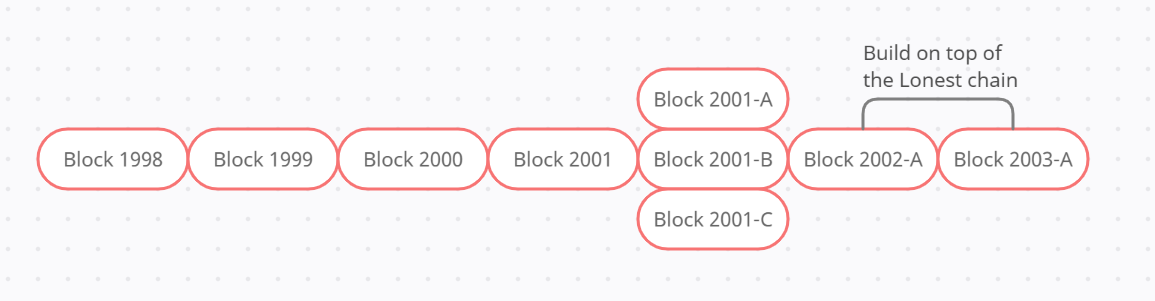 Build on top of
the Lonest chain
Block 2001-A
Block 1998
Block 1999
Block 2000
Block 2001
Block 2001-B
Block 2002-A
Block 2003-A
Block 2001-C